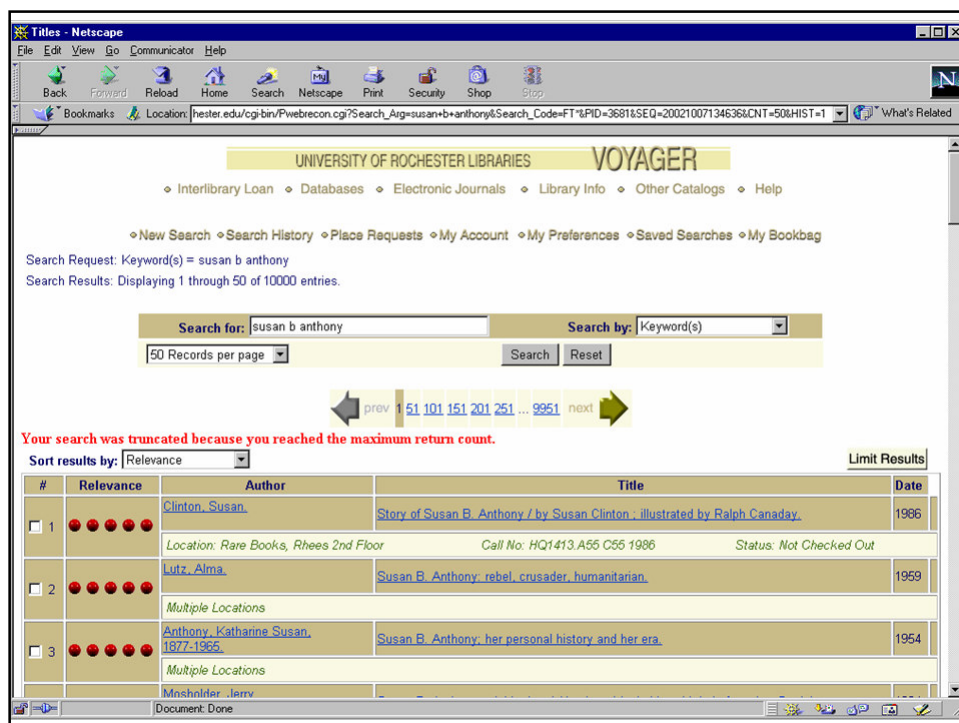 Titles - Netscape
File Edit View Go Communicator Help
Back Forward Reload Home Search Netscape Print Security Shop Stop
Bookmarks Location: hester.edu/cgi-bin/Pwebrecon.cgi?Search_Arg=susan+b+anthony&Search_Code=FT*&PID=3681&SEQ=20021007134636&CNT=50&HIST=1 What's Related
UNIVERSITY OF ROCHESTER LIBRARIES VOYAGER
Interlibrary Loan Databases Electronic Journals Library Info Other Catalogs Help
New Search Search History Place Requests My Account My Preferences Saved Searches My Bookbag
Search Request: Keyword(s) = susan b anthony
Search Results: Displaying 1 through 50 of 10000 entries.
Search for: susan b anthony Search by: Keyword(s)
50 Records per page Search Reset
prev 1 51 101 151 201 251 ... 9951 next
Your search was truncated because you reached the maximum return count.
Sort results by: Relevance Limit Results
# Relevance Author Title Date
1 Clinton, Susan. Story of Susan B. Anthony / by Susan Clinton ; illustrated by Ralph Canaday. 1986
Location: Rare Books, Rhees 2nd Floor Call No: HQ1413.A55 C55 1986 Status: Not Checked Out
2 Lutz, Alma. Susan B. Anthony: rebel, crusader, humanitarian. 1959
Multiple Locations
3 Anthony, Katharine Susan, 1877-1965. Susan B. Anthony; her personal history and her era. 1954
Multiple Locations
Mosholder, Jerry
Document: Done